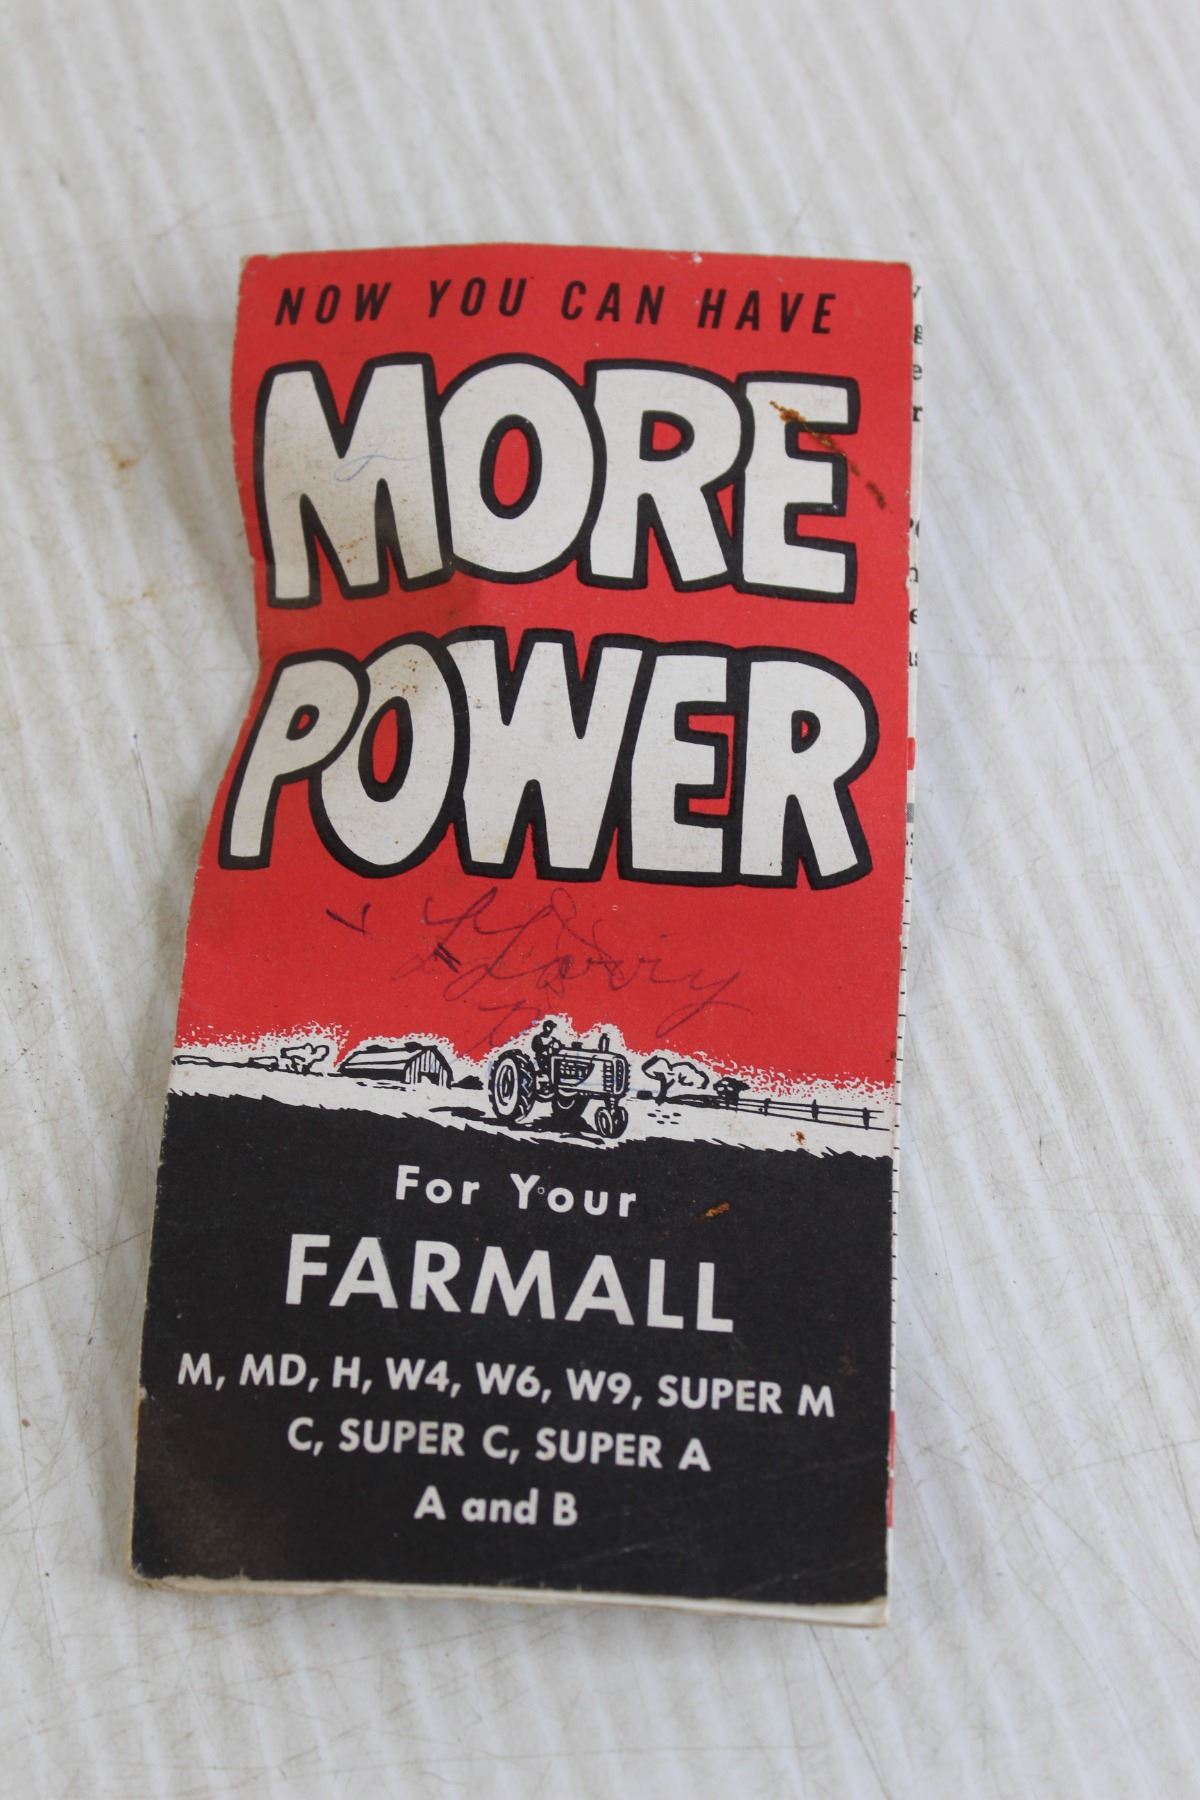 NOW YOU CAN HAVE
MORE
POWER
For Your
FARMALL
M, MD, H, W4, W6, W9, SUPER M
C, SUPER C, SUPER A
A and B